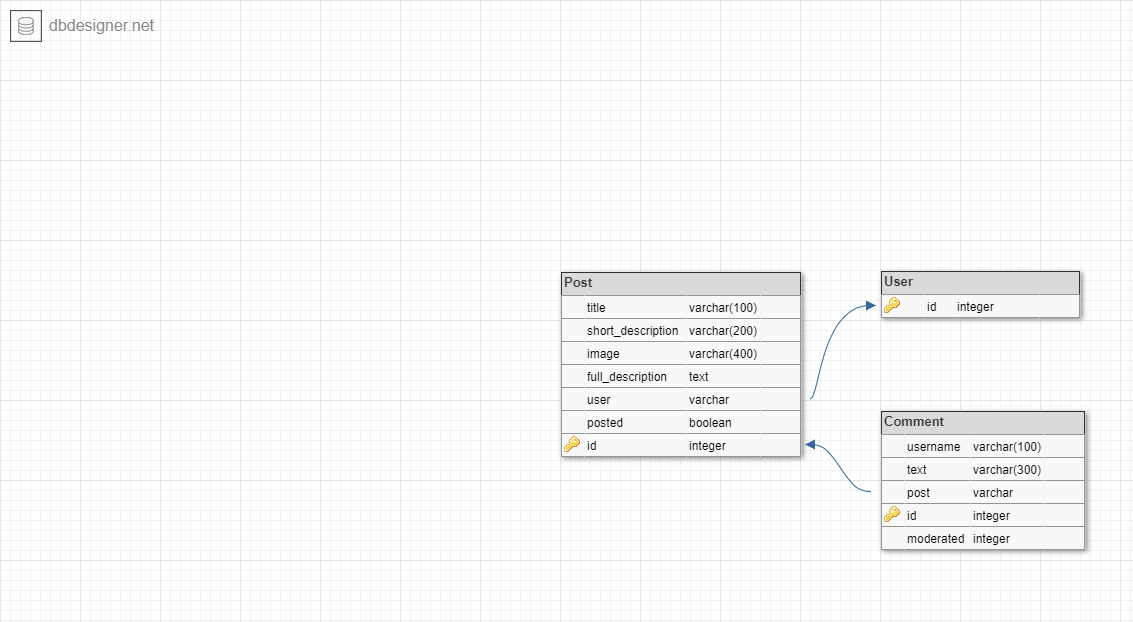 dbdesigner.net
Post
title varchar(100)
short_description varchar(200)
image varchar(400)
full_description text
user varchar
posted boolean
id integer
User
id integer
Comment
username varchar(100)
text varchar(300)
post varchar
id integer
moderated integer